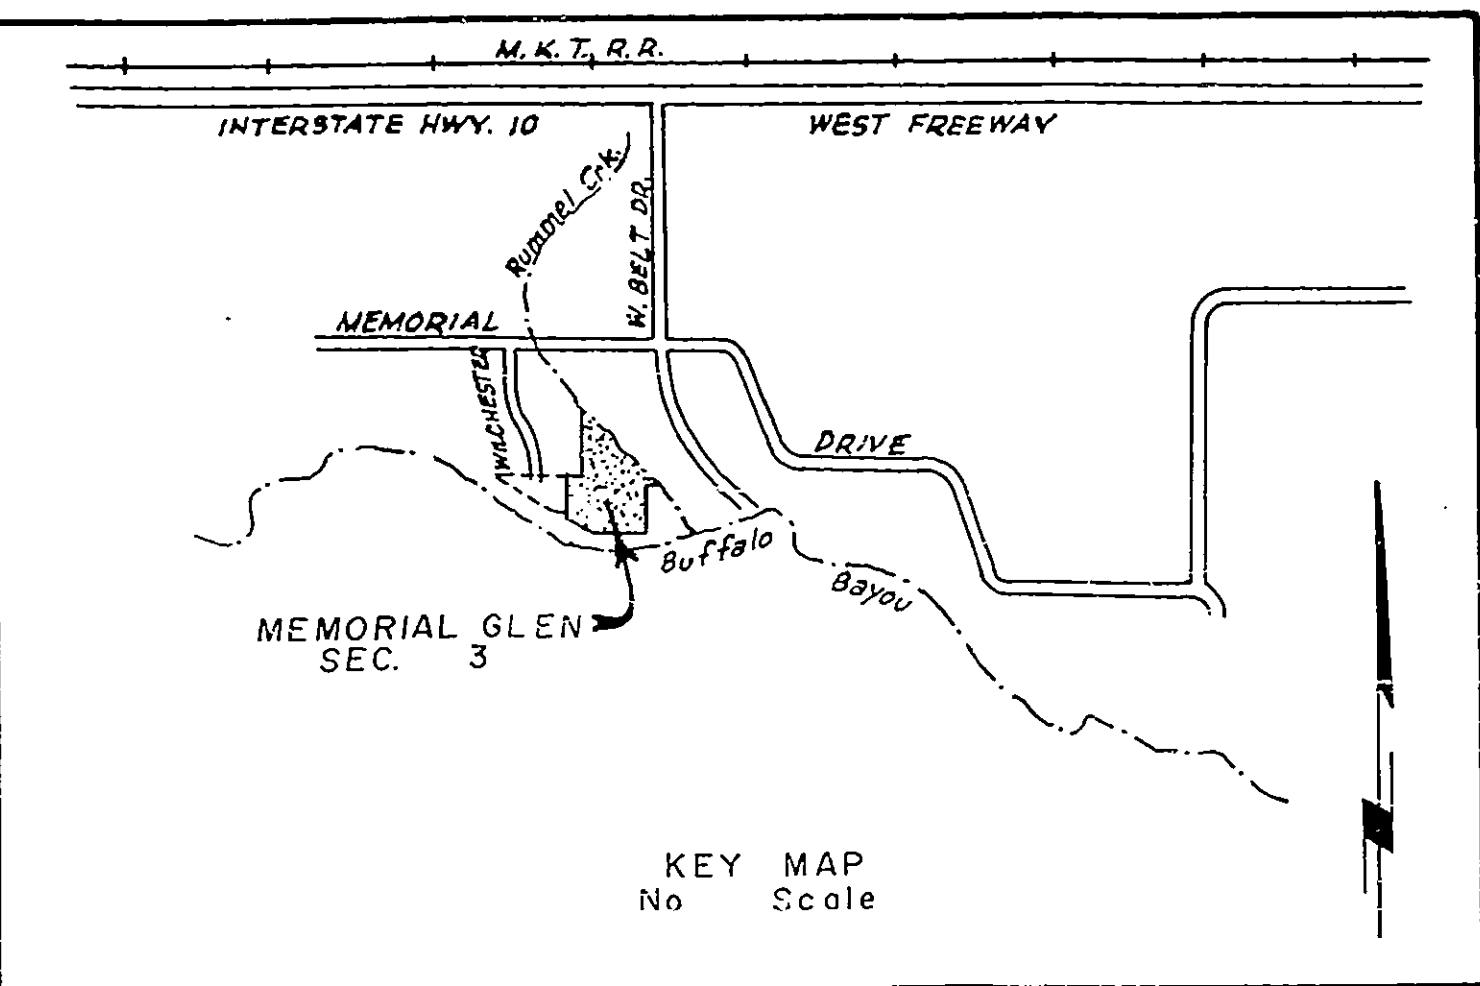 M. K. T. R. R.
INTERSTATE HWY. 10
WEST FREEWAY
Rummel Crk.
W. BELT DR.
MEMORIAL
WINCHESTER
DRIVE
Buffalo
Bayou
MEMORIAL GLEN
SEC. 3
KEY MAP
No Scale